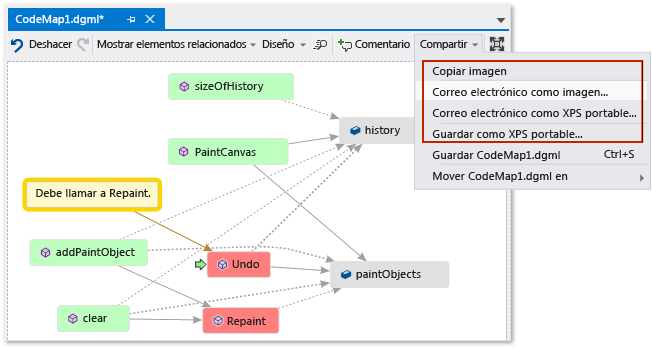 CodeMap1.dgml*
Deshacer Mostrar elementos relacionados Diseño Comentario Compartir
Copiar imagen
Correo electrónico como imagen...
Correo electrónico como XPS portable...
Guardar como XPS portable...
Guardar CodeMap1.dgml Ctrl+S
Mover CodeMap1.dgml en
sizeOfHistory
history
PaintCanvas
Debe llamar a Repaint.
addPaintObject
Undo
paintObjects
clear
Repaint